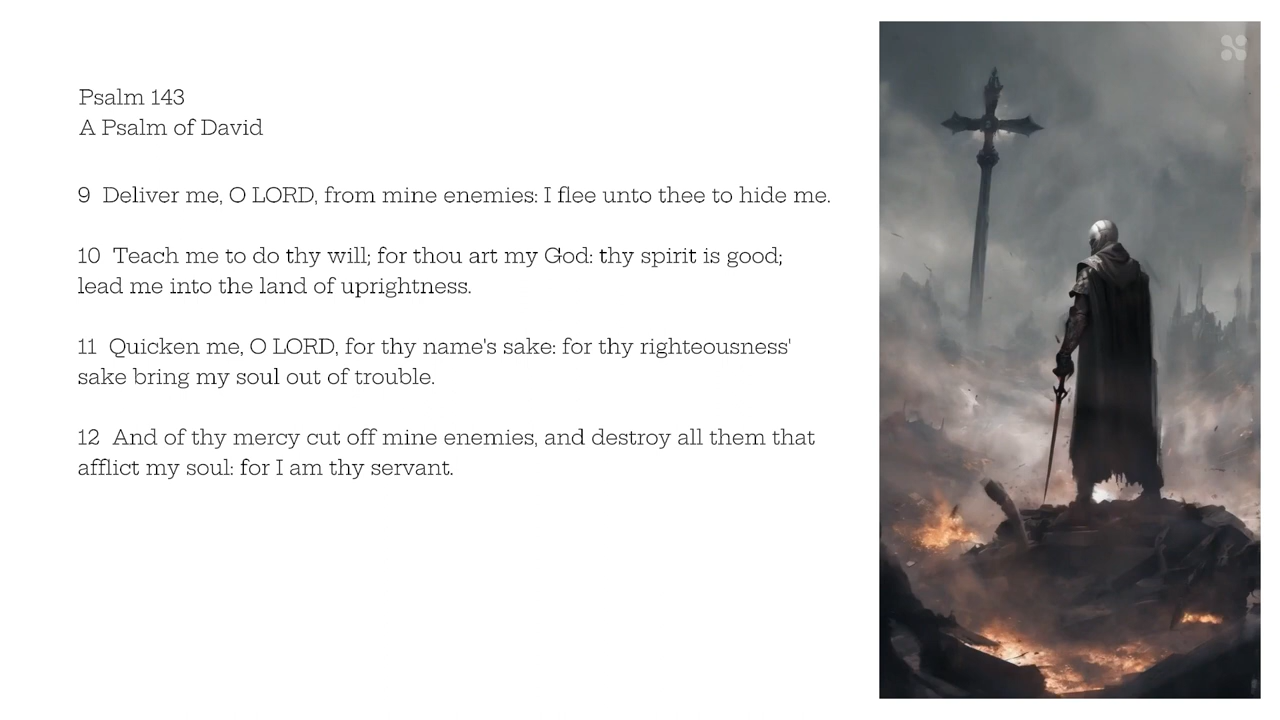 Psalm 143
A Psalm of David
9 Deliver me, O LORD, from mine enemies: I flee unto thee to hide me.
10 Teach me to do thy will; for thou art my God: thy spirit is good;
lead me into the land of uprightness.
11 Quicken me, O LORD, for thy name's sake: for thy righteousness'
sake bring my soul out of trouble.
12 And of thy mercy cut off mine enemies, and destroy all them that
afflict my soul: for I am thy servant.